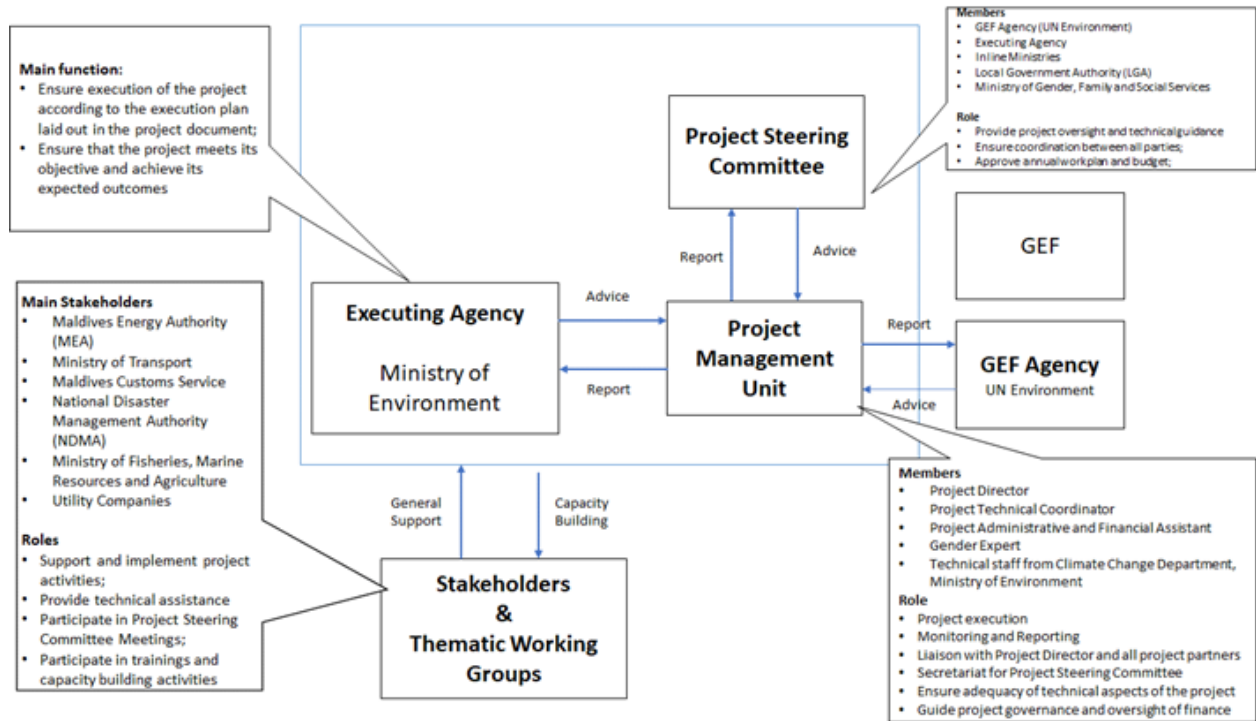 Main function:
• Ensure execution of the project
according to the execution plan
laid out in the project document;
• Ensure that the project meets its
objective and achieve its
expected outcomes
Members
• GEF Agency (UN Environment)
• Executing Agency
• Inline Ministries
• Local Government Authority (LGA)
• Ministry of Gender, Family and Social Services
Role
• Provide project oversight and technical guidance
• Ensure coordination between all parties;
• Approve annual work plan and budget;
Project Steering
Committee
GEF
Report
Advice
Executing Agency
Ministry of
Environment
Advice
Report
Project
Management
Unit
Report
Advice
GEF Agency
UN Environment
Main Stakeholders
• Maldives Energy Authority
(MEA)
• Ministry of Transport
• Maldives Customs Service
• National Disaster
Management Authority
(NDMA)
• Ministry of Fisheries, Marine
Resources and Agriculture
• Utility Companies
Roles
• Support and implement project
activities;
• Provide technical assistance
• Participate in Project Steering
Committee Meetings;
• Participate in trainings and
capacity building activities
General
Support
Capacity
Building
Stakeholders
&
Thematic Working
Groups
Members
• Project Director
• Project Technical Coordinator
• Project Administrative and Financial Assistant
• Gender Expert
• Technical staff from Climate Change Department,
Ministry of Environment
Role
• Project execution
• Monitoring and Reporting
• Liaison with Project Director and all project partners
• Secretariat for Project Steering Committee
• Ensure adequacy of technical aspects of the project
• Guide project governance and oversight of finance